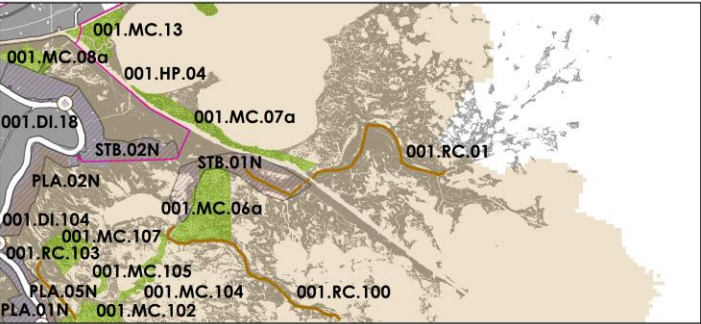 001.MC.13
001.MC.08a
001.HP.04
001.MC.07a
001.DI.18
STB.02N
001.RC.01
STB.01N
PLA.02N
001.MC.06a
001.DI.104
001.MC.107
001.RC.103
001.MC.105
PLA.05N
001.MC.104
001.RC.100
PLA.01N
001.MC.102